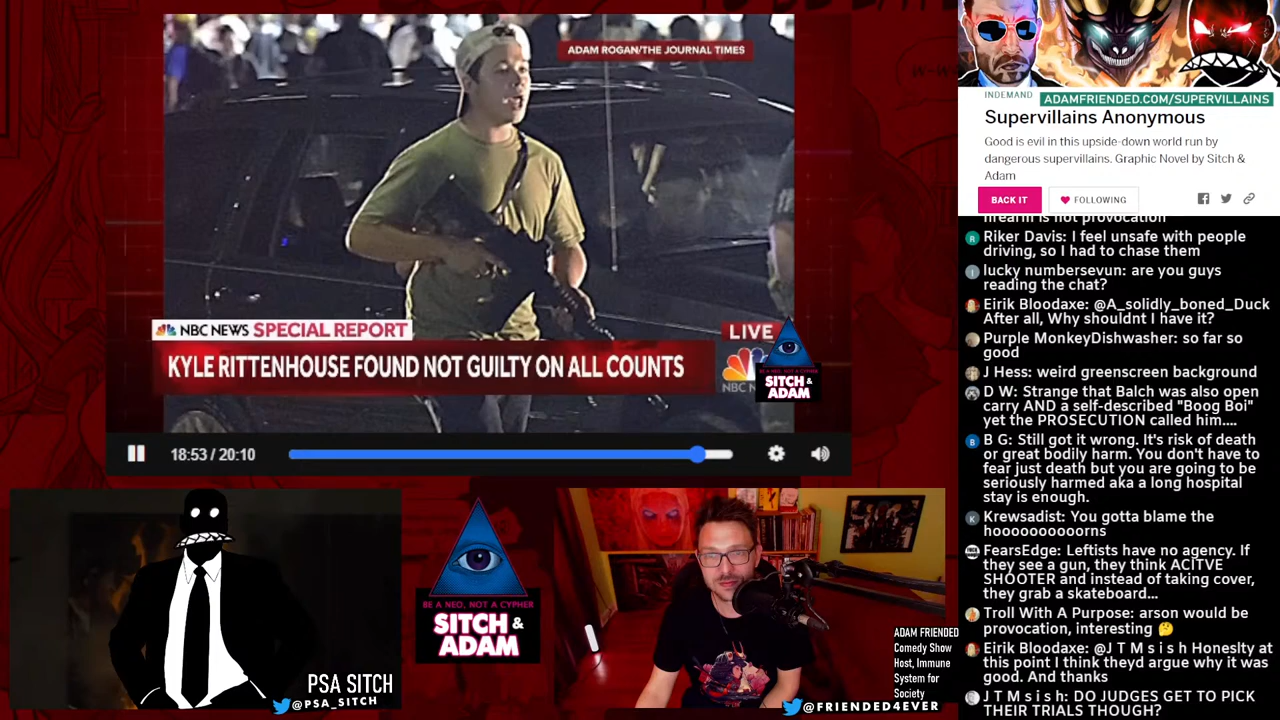 ADAM ROGAN/THE JOURNAL TIMES
NBC NEWS SPECIAL REPORT
LIVE
KYLE RITTENHOUSE FOUND NOT GUILTY ON ALL COUNTS
NBC N
BE A NEO, NOT A CYPHER
SITCH &
ADAM
18:53 / 20:10
PSA SITCH
@PSA_SITCH
BE A NEO, NOT A CYPHER
SITCH &
ADAM
ADAM FRIENDED
Comedy Show
Host, Immune
System for
Society
@FRIENDED4EVER
INDEMAND
ADAMFRIENDED.COM/SUPERVILLAINS
Supervillains Anonymous
Good is evil in this upside-down world run by
dangerous supervillains. Graphic Novel by Sitch &
Adam
BACK IT
FOLLOWING
firearm is not provocation
Riker Davis: I feel unsafe with people
driving, so I had to chase them
lucky numbersevun: are you guys
reading the chat?
Eirik Bloodaxe: @A_solidly_boned_Duck
After all, Why shouldnt I have it?
Purple MonkeyDishwasher: so far so
good
J Hess: weird greenscreen background
D W: Strange that Balch was also open
carry AND a self-described "Boog Boi"
yet the PROSECUTION called him....
B G: Still got it wrong. It's risk of death
or great bodily harm. You don't have to
fear just death but you are going to be
seriously harmed aka a long hospital
stay is enough.
Krewsadist: You gotta blame the
hooooooooooorns
FearsEdge: Leftists have no agency. If
they see a gun, they think ACITVE
SHOOTER and instead of taking cover,
they grab a skateboard...
Troll With A Purpose: arson would be
provocation, interesting 🤔
Eirik Bloodaxe: @J T M s i s h Honeslty at
this point I think theyd argue why it was
good. And thanks
J T M s i s h: DO JUDGES GET TO PICK
THEIR TRIALS THOUGH?